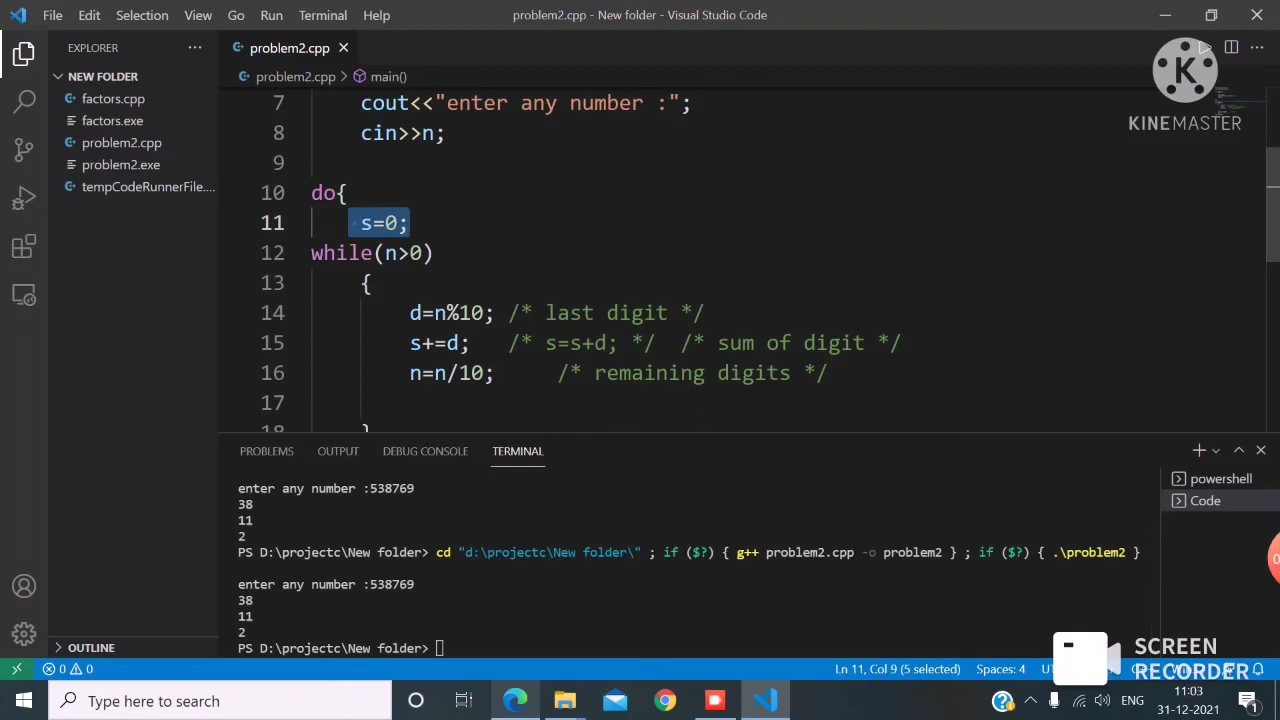 File Edit Selection View Go Run Terminal Help problem2.cpp - New folder - Visual Studio Code
EXPLORER ··· problem2.cpp
NEW FOLDER problem2.cpp > main()
factors.cpp
factors.exe
problem2.cpp
problem2.exe
tempCodeRunnerFile....
K
KINEMASTER
7 cout<<"enter any number :";
8 cin>>n;
9
10 do{
11 s=0;
12 while(n>0)
13 {
14 d=n%10; /* last digit */
15 s+=d; /* s=s+d; */ /* sum of digit */
16 n=n/10; /* remaining digits */
17
18 }
PROBLEMS OUTPUT DEBUG CONSOLE TERMINAL
powershell
Code
enter any number :538769
38
11
2
PS D:\projectc\New folder> cd "d:\projectc\New folder\" ; if ($?) { g++ problem2.cpp -o problem2 } ; if ($?) { .\problem2 }
enter any number :538769
38
11
2
PS D:\projectc\New folder>
OUTLINE
SCREEN
RECORDER
0 0 Ln 11, Col 9 (5 selected) Spaces: 4
Type here to search ENG 11:03
31-12-2021